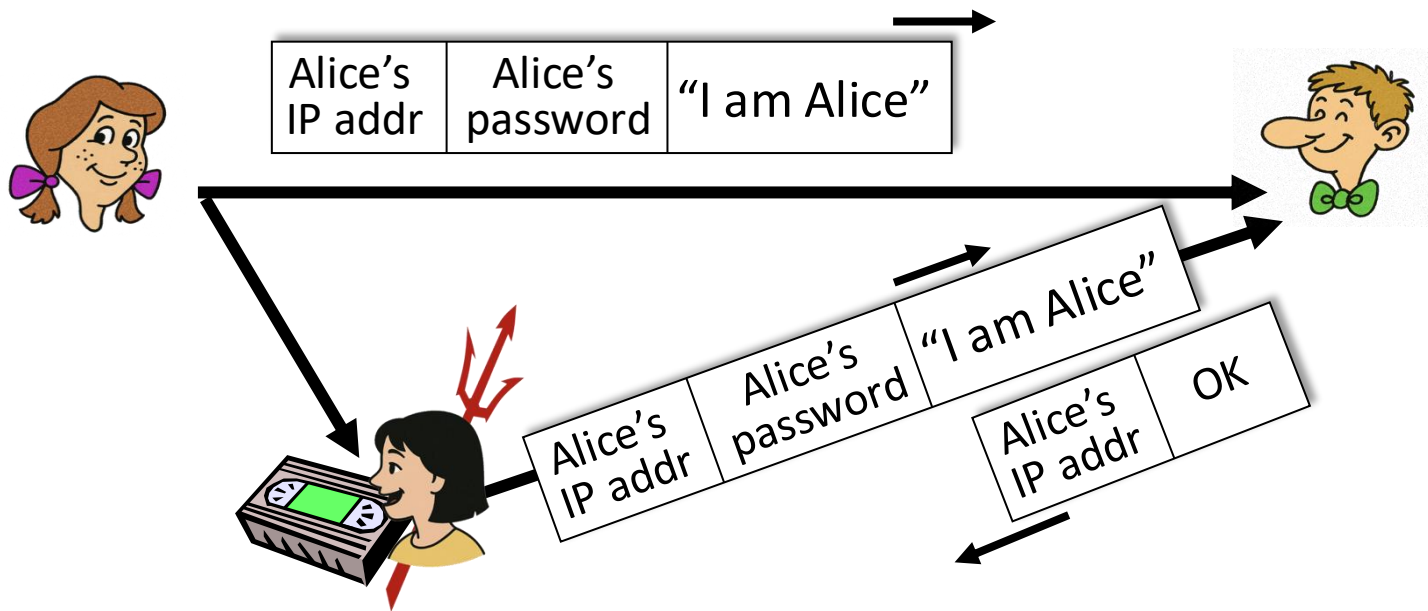 Alice’s
IP addr
Alice’s
password
“I am Alice”
Alice’s
IP addr
Alice’s
password
“I am Alice”
Alice’s
IP addr
OK